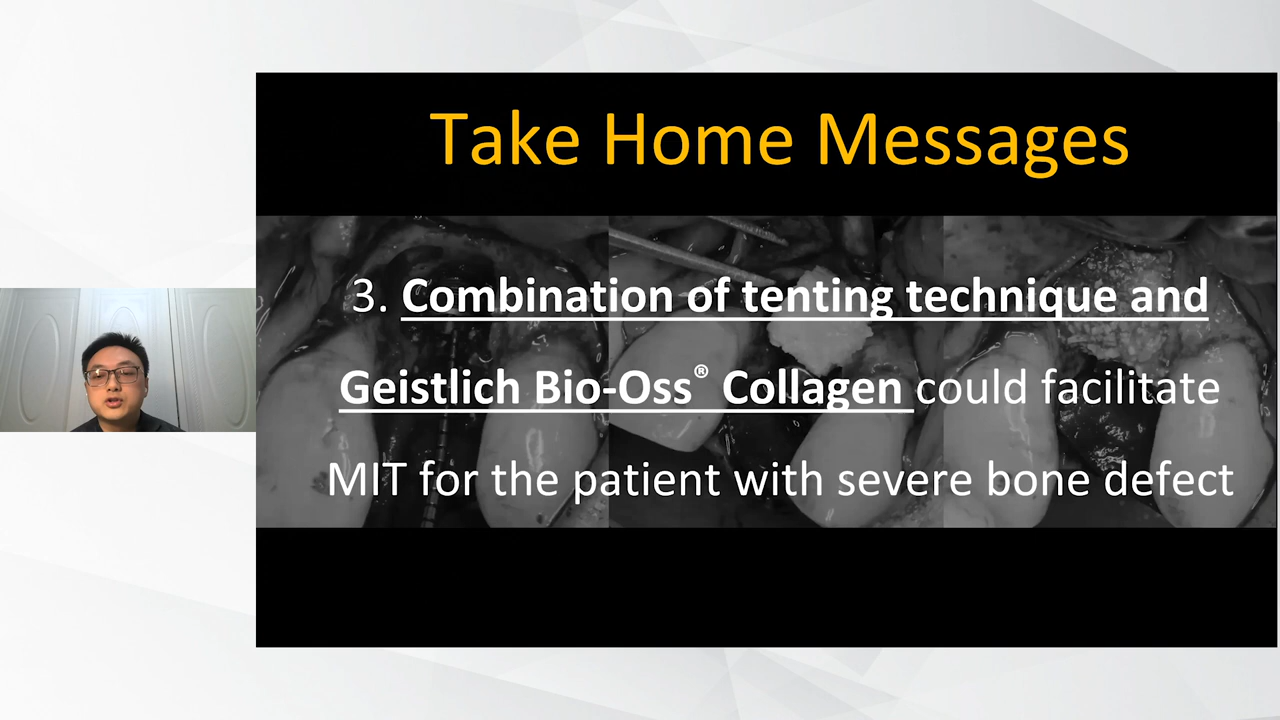 Take Home Messages
3. Combination of tenting technique and
Geistlich Bio-Oss® Collagen could facilitate
MIT for the patient with severe bone defect